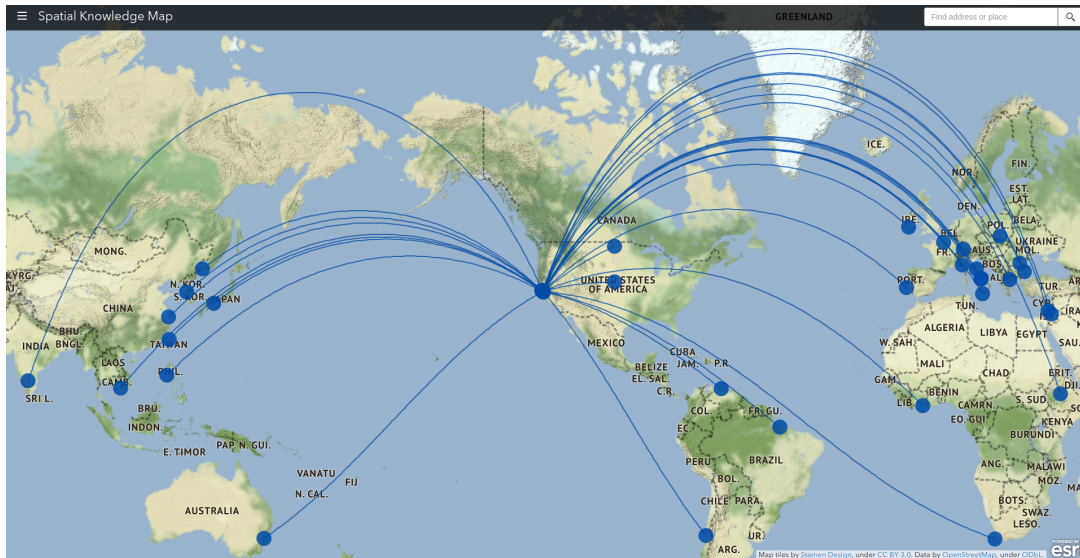 Spatial Knowledge Map
GREENLAND
Find address or place
ICE.
FIN.
NOR.
EST.
LAT.
DEN.
IRE.
CANADA
POL.
BELA.
BEL.
UKRAINE
MONG.
FR.
AUS.
MOL.
BOS.
KYRG.
N. KOR.
S. KOR.
JAPAN
UNITED STATES
OF AMERICA
PORT.
TUR.
CHINA
TUN.
CYP.
BHU.
ALGERIA
LIBYA
EGYPT
INDIA
BNGL.
TAIWAN
MEXICO
W. SAH.
SAU.
CUBA
LAOS
BELIZE
JAM.
P.R.
MALI
CHAD
CAMB.
PHIL.
EL. SAL.
GAM.
ERIT.
DJI.
SRI L.
C.R.
BENIN
S. SUD.
LIB.
CAMRN.
BRU.
COL.
FR. GU.
EO. GUI.
KENYA
INDON.
EC.
BURUNDI
PAP. N. GUI.
E. TIMOR
PERU
BRAZIL
ANG.
MALAWI
VANATU
FIJ
BOL.
MOZ.
N. CAL.
CHILE
PARA.
BOTS.
AUSTRALIA
SWAZ.
LESO.
UR.
ARG.
POWERED BY
esri
Map tiles by Stamen Design, under CC BY 3.0. Data by OpenStreetMap, under ODbL.